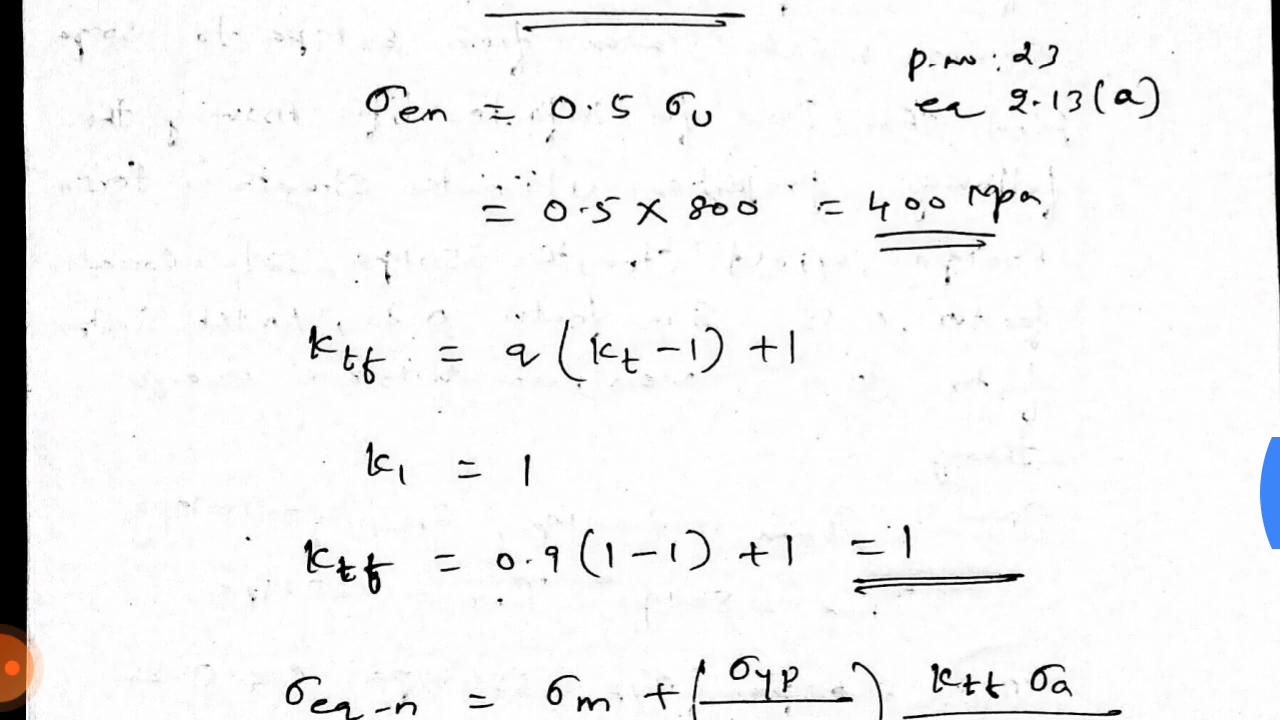 p.no. 23
σen = 0.5 σu eq 2.13(a)
= 0.5 × 800 = 400 Mpa.
ktf = q (kt − 1) + 1
k1 = 1
ktf = 0.9 (1 − 1) + 1 = 1
σeq-n = σm + (σyp) ktf σa